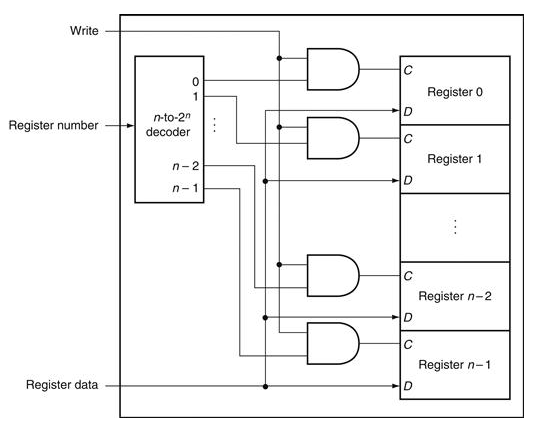 Write
C
0
Register 0
1
n-to-2ⁿ
decoder
⋮
D
Register number
C
Register 1
n – 2
D
n – 1
⋮
C
Register n – 2
D
C
Register n – 1
Register data
D